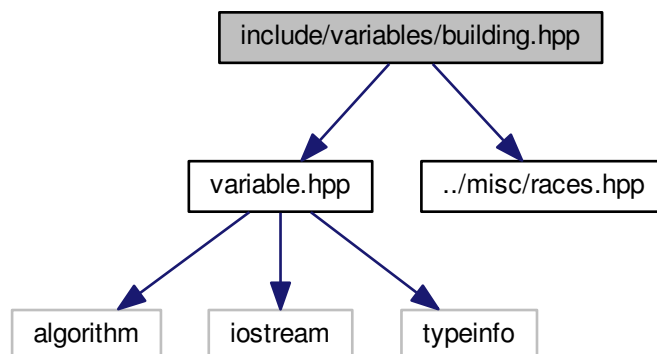 include/variables/building.hpp
variable.hpp
../misc/races.hpp
algorithm
iostream
typeinfo